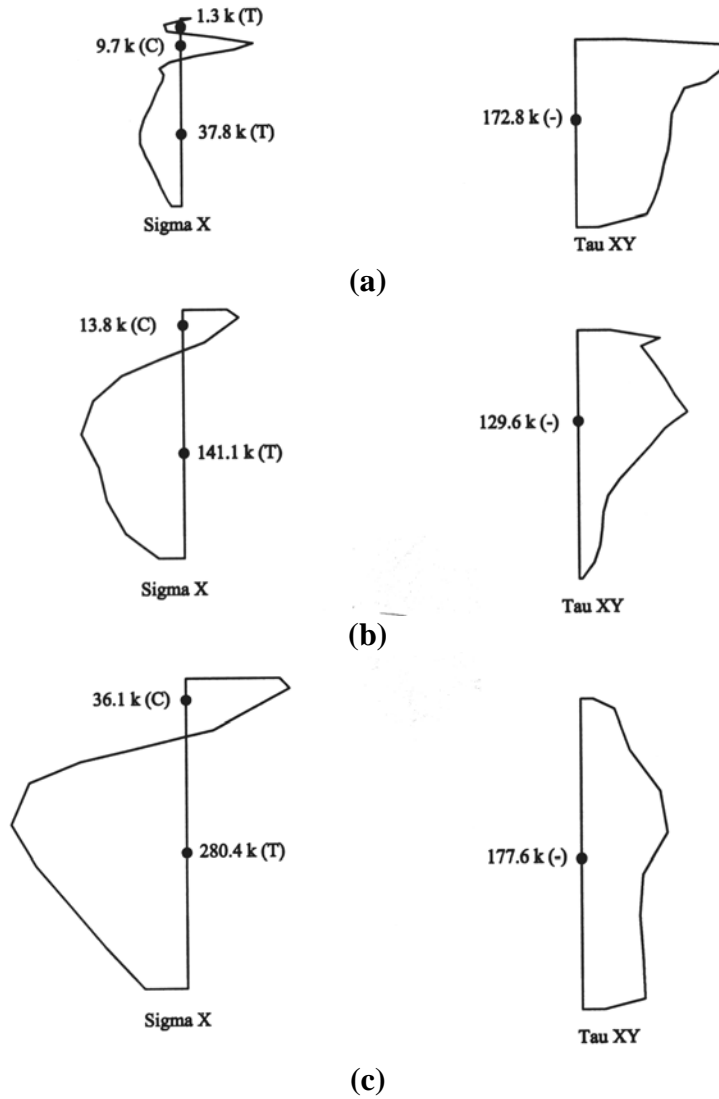 1.3 k (T)
9.7 k (C)
37.8 k (T)
Sigma X
172.8 k (-)
Tau XY
(a)
13.8 k (C)
141.1 k (T)
Sigma X
129.6 k (-)
Tau XY
(b)
36.1 k (C)
280.4 k (T)
Sigma X
177.6 k (-)
Tau XY
(c)